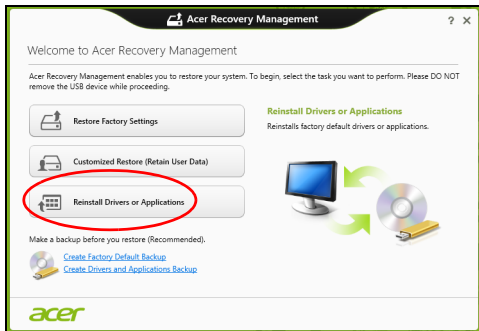 Acer Recovery Management
? ×
Welcome to Acer Recovery Management
Acer Recovery Management enables you to restore your system. To begin, select the task you want to perform. Please DO NOT
remove the USB device while proceeding.
Restore Factory Settings
Customized Restore (Retain User Data)
Reinstall Drivers or Applications
Reinstall Drivers or Applications
Reinstalls factory default drivers or applications.
Make a backup before you restore (Recommended).
Create Factory Default Backup
Create Drivers and Applications Backup
acer